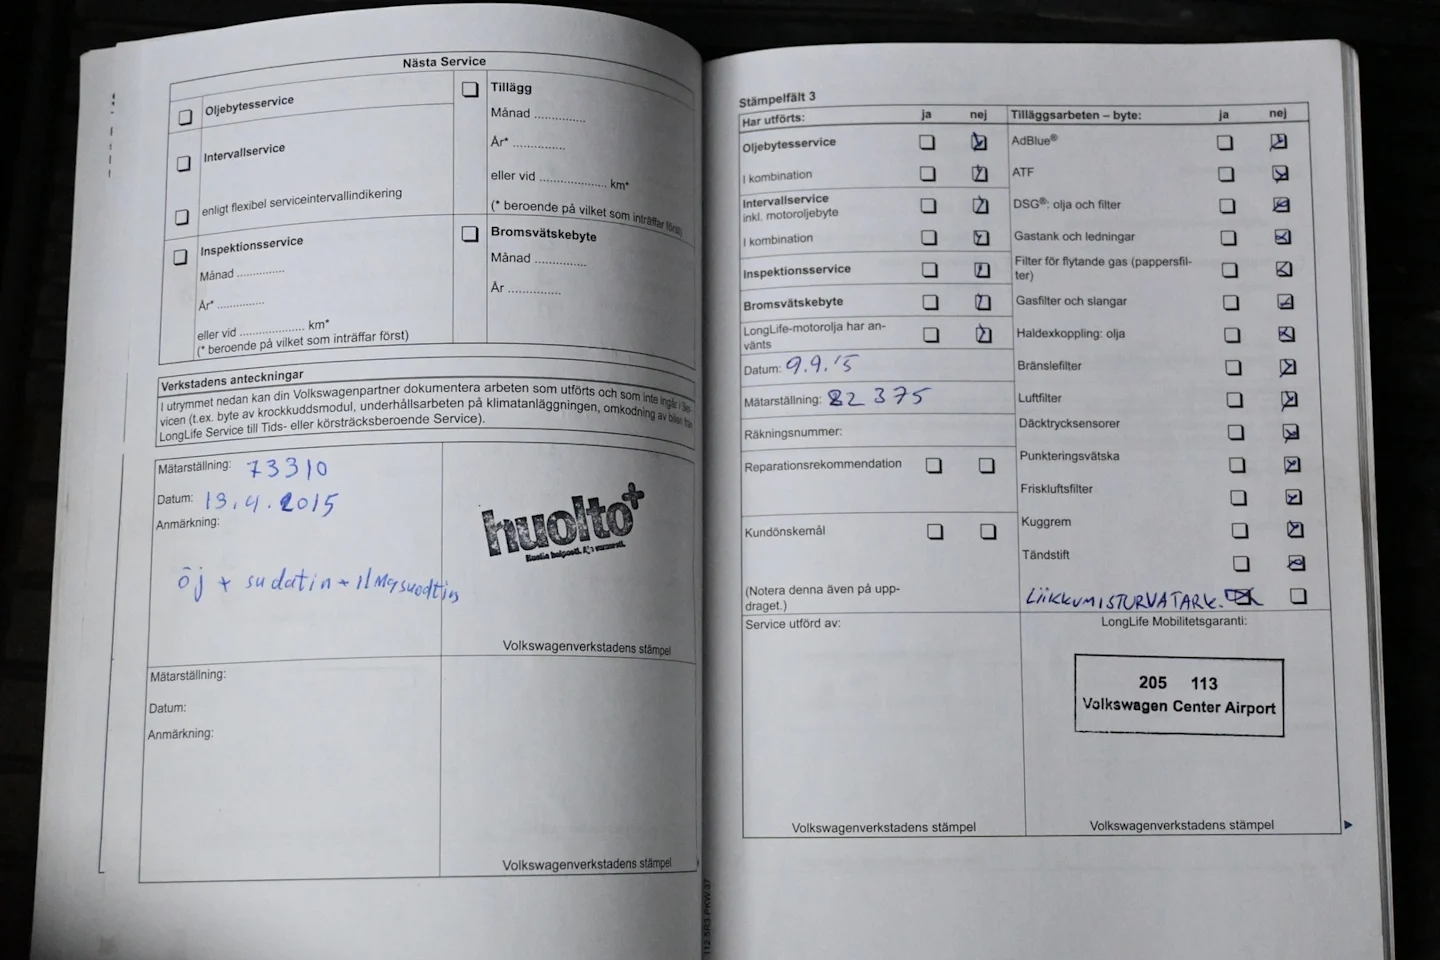 Nästa Service
Oljebytesservice
Intervallservice
enligt flexibel serviceintervallindikering
Inspektionsservice
Månad ..............
År* ..............
eller vid ................... km*
(* beroende på vilket som inträffar först)
Tillägg
Månad ..............
År* ..............
eller vid ................... km*
(* beroende på vilket som inträffar först)
Bromsvätskebyte
Månad ..............
År ..............
Verkstadens anteckningar
I utrymmet nedan kan din Volkswagenpartner dokumentera arbeten som utförts och som inte ingår i Ser-
vicen (t.ex. byte av krockkuddsmodul, underhållsarbeten på klimatanläggningen, omkodning av bilen från
LongLife Service till Tids- eller körsträcksberoende Service).
Mätarställning: 73310
Datum: 13.4.2015
Anmärkning:
öj + sudatin +
huolto+
Volkswagenverkstadens stämpel
Mätarställning:
Datum:
Anmärkning:
Volkswagenverkstadens stämpel
Stämpelfält 3
Har utförts: ja nej
Oljebytesservice
I kombination
Intervallservice
inkl. motoroljebyte
I kombination
Inspektionsservice
Bromsvätskebyte
LongLife-motorolja har an-
vänts
Datum: 9.9.'15
Mätarställning: 82 375
Räkningsnummer:
Reparationsrekommendation
Kundönskemål
(Notera denna även på upp-
draget.)
Tilläggsarbeten – byte: ja nej
AdBlue®
ATF
DSG®: olja och filter
Gastank och ledningar
Filter för flytande gas (pappersfil-
ter)
Gasfilter och slangar
Haldexkoppling: olja
Bränslefilter
Luftfilter
Däcktrycksensorer
Punkteringsvätska
Friskluftsfilter
Kuggrem
Tändstift
LIIKKUMISTURVATARK.
Service utförd av:
Volkswagenverkstadens stämpel
LongLife Mobilitetsgaranti:
205 113
Volkswagen Center Airport
Volkswagenverkstadens stämpel